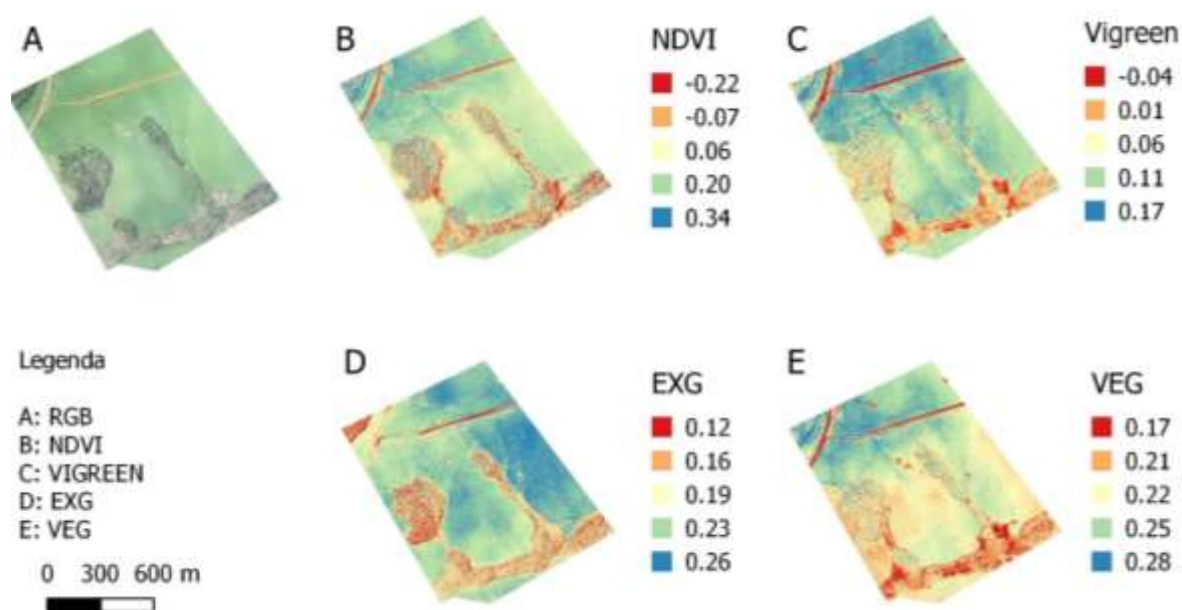 A
B
NDVI
-0.22
-0.07
0.06
0.20
0.34
C
Vigreen
-0.04
0.01
0.06
0.11
0.17
Legenda
A: RGB
B: NDVI
C: VIGREEN
D: EXG
E: VEG
0 300 600 m
D
EXG
0.12
0.16
0.19
0.23
0.26
E
VEG
0.17
0.21
0.22
0.25
0.28